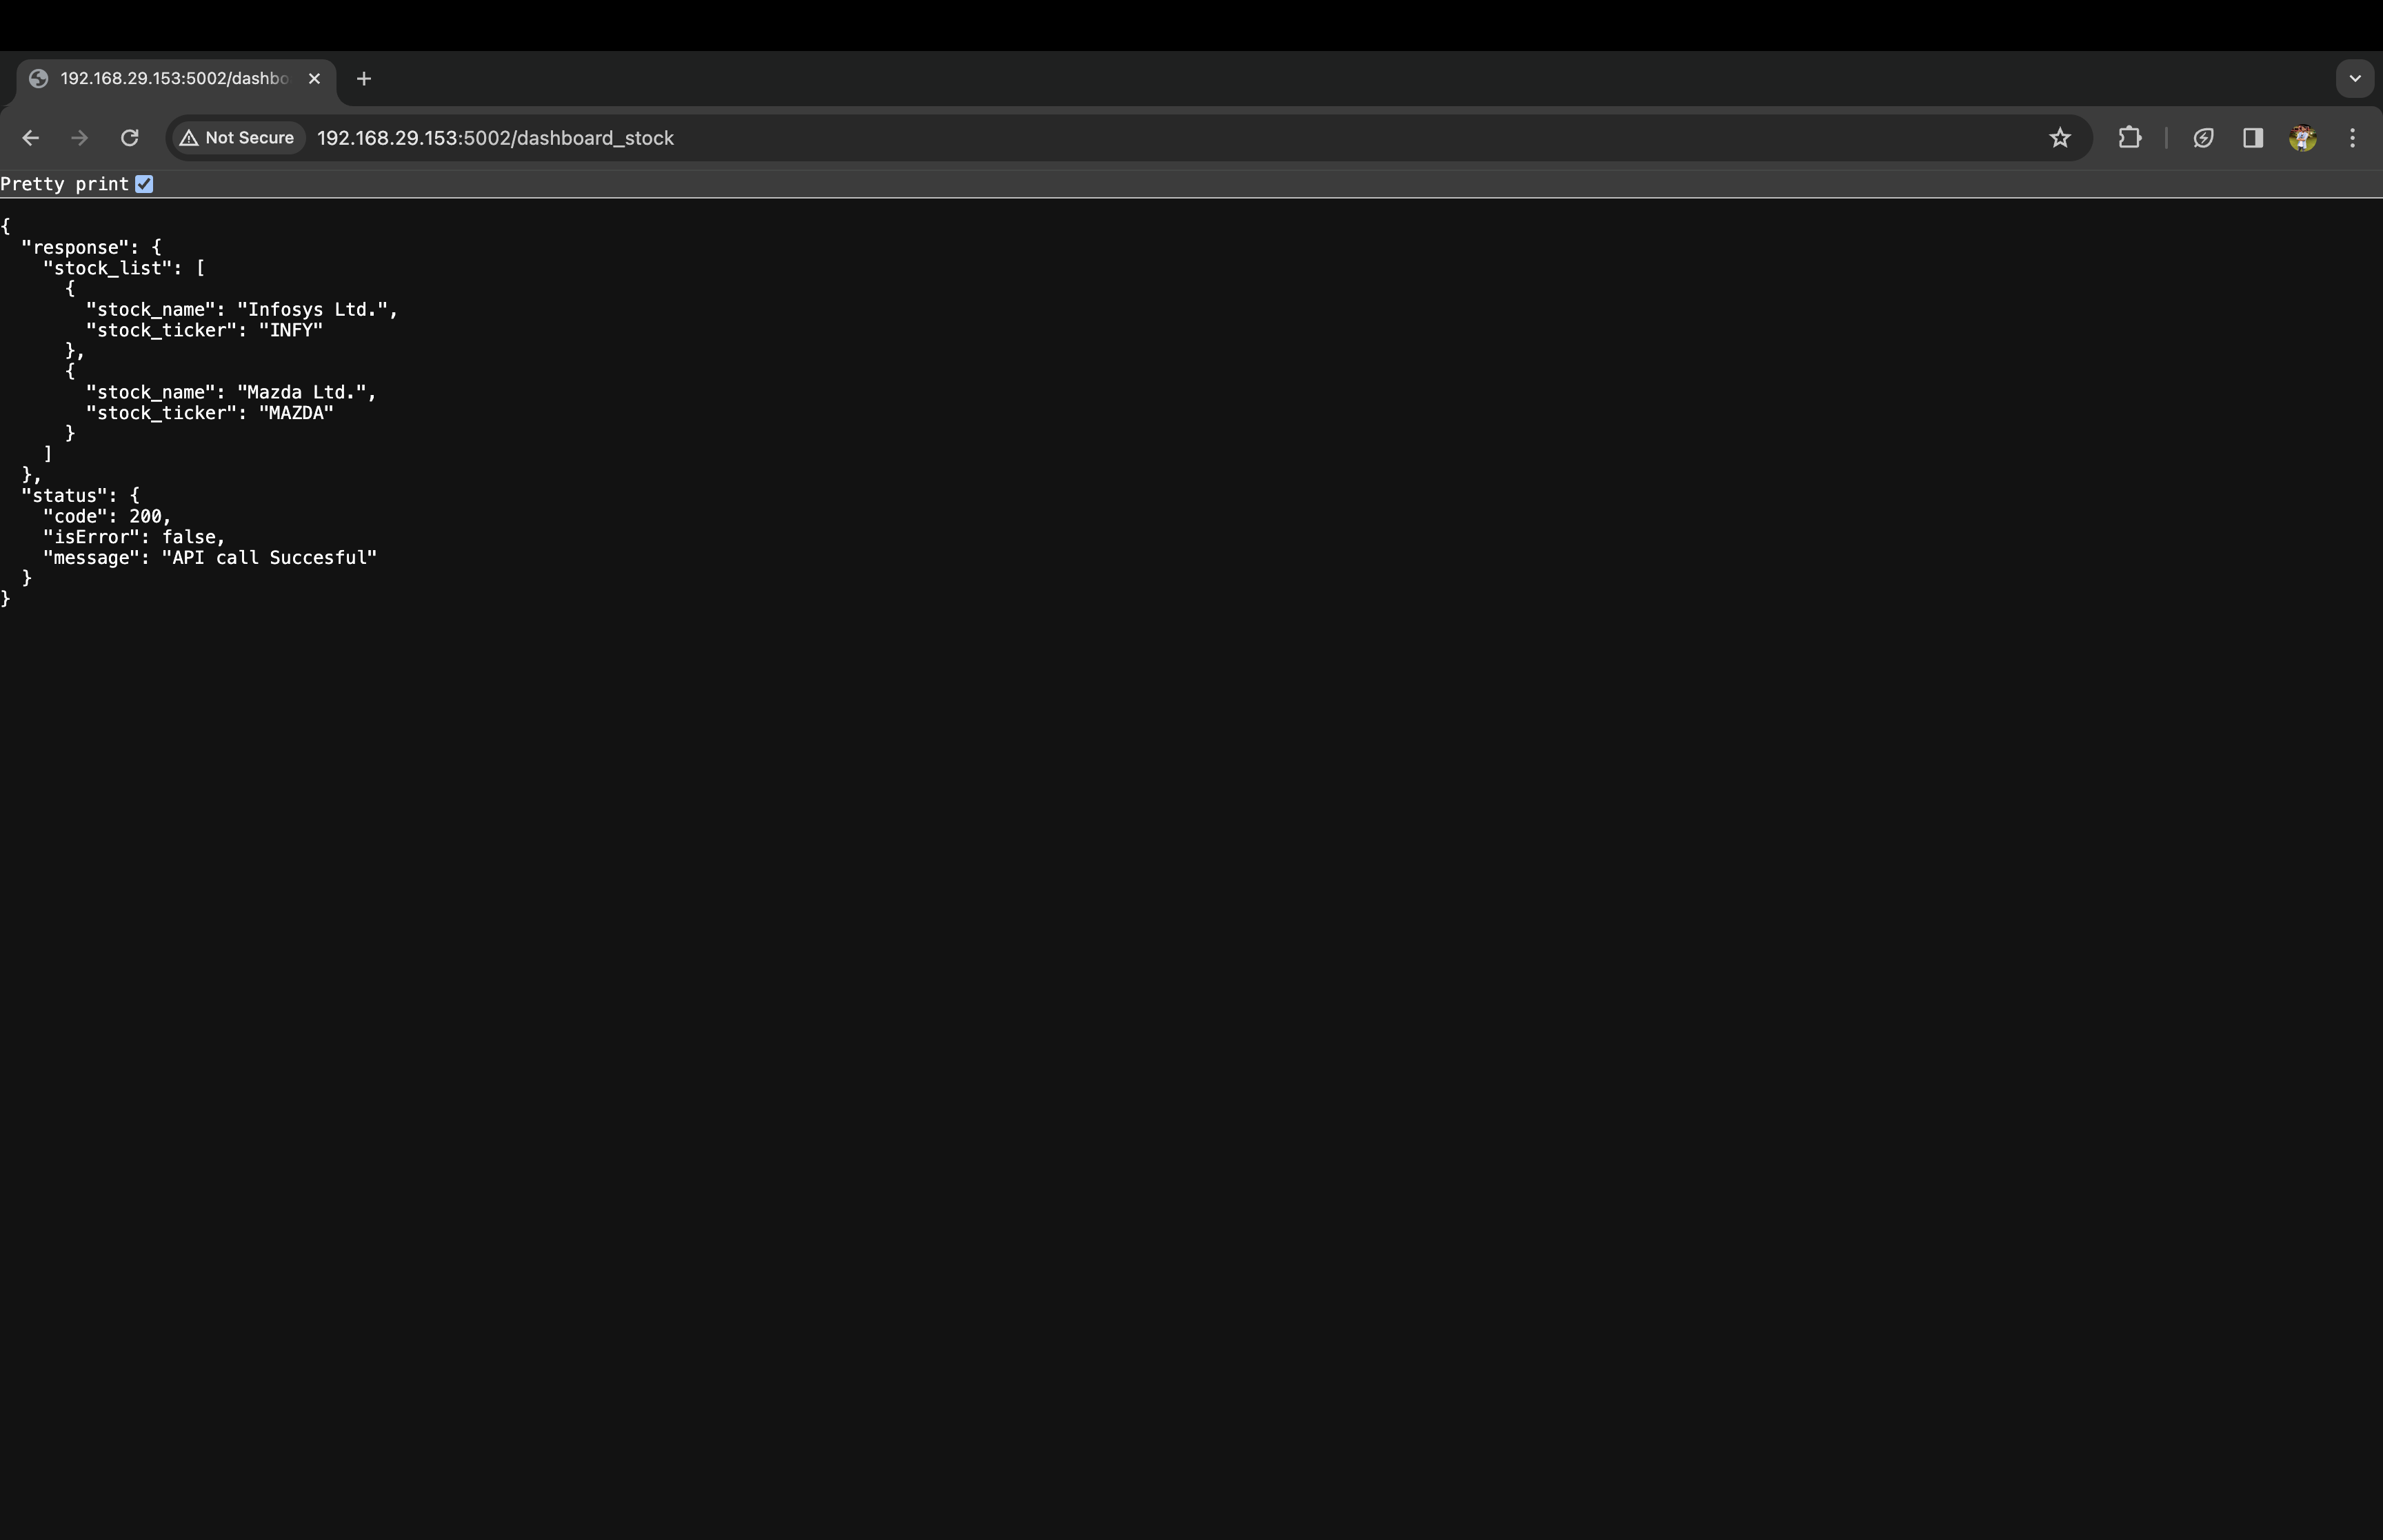 192.168.29.153:5002/dashbo
Not Secure 192.168.29.153:5002/dashboard_stock
Pretty print
{
  "response": {
    "stock_list": [
      {
        "stock_name": "Infosys Ltd.",
        "stock_ticker": "INFY"
      },
      {
        "stock_name": "Mazda Ltd.",
        "stock_ticker": "MAZDA"
      }
    ]
  },
  "status": {
    "code": 200,
    "isError": false,
    "message": "API call Succesful"
  }
}